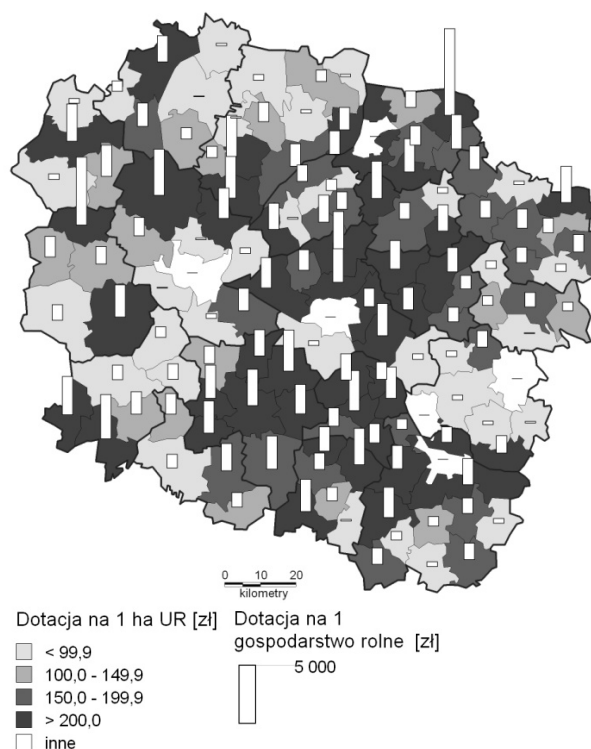 0 10 20
kilometry
Dotacja na 1 ha UR [zł]
< 99,9
100,0 - 149,9
150,0 - 199,9
> 200,0
inne
Dotacja na 1
gospodarstwo rolne [zł]
5 000